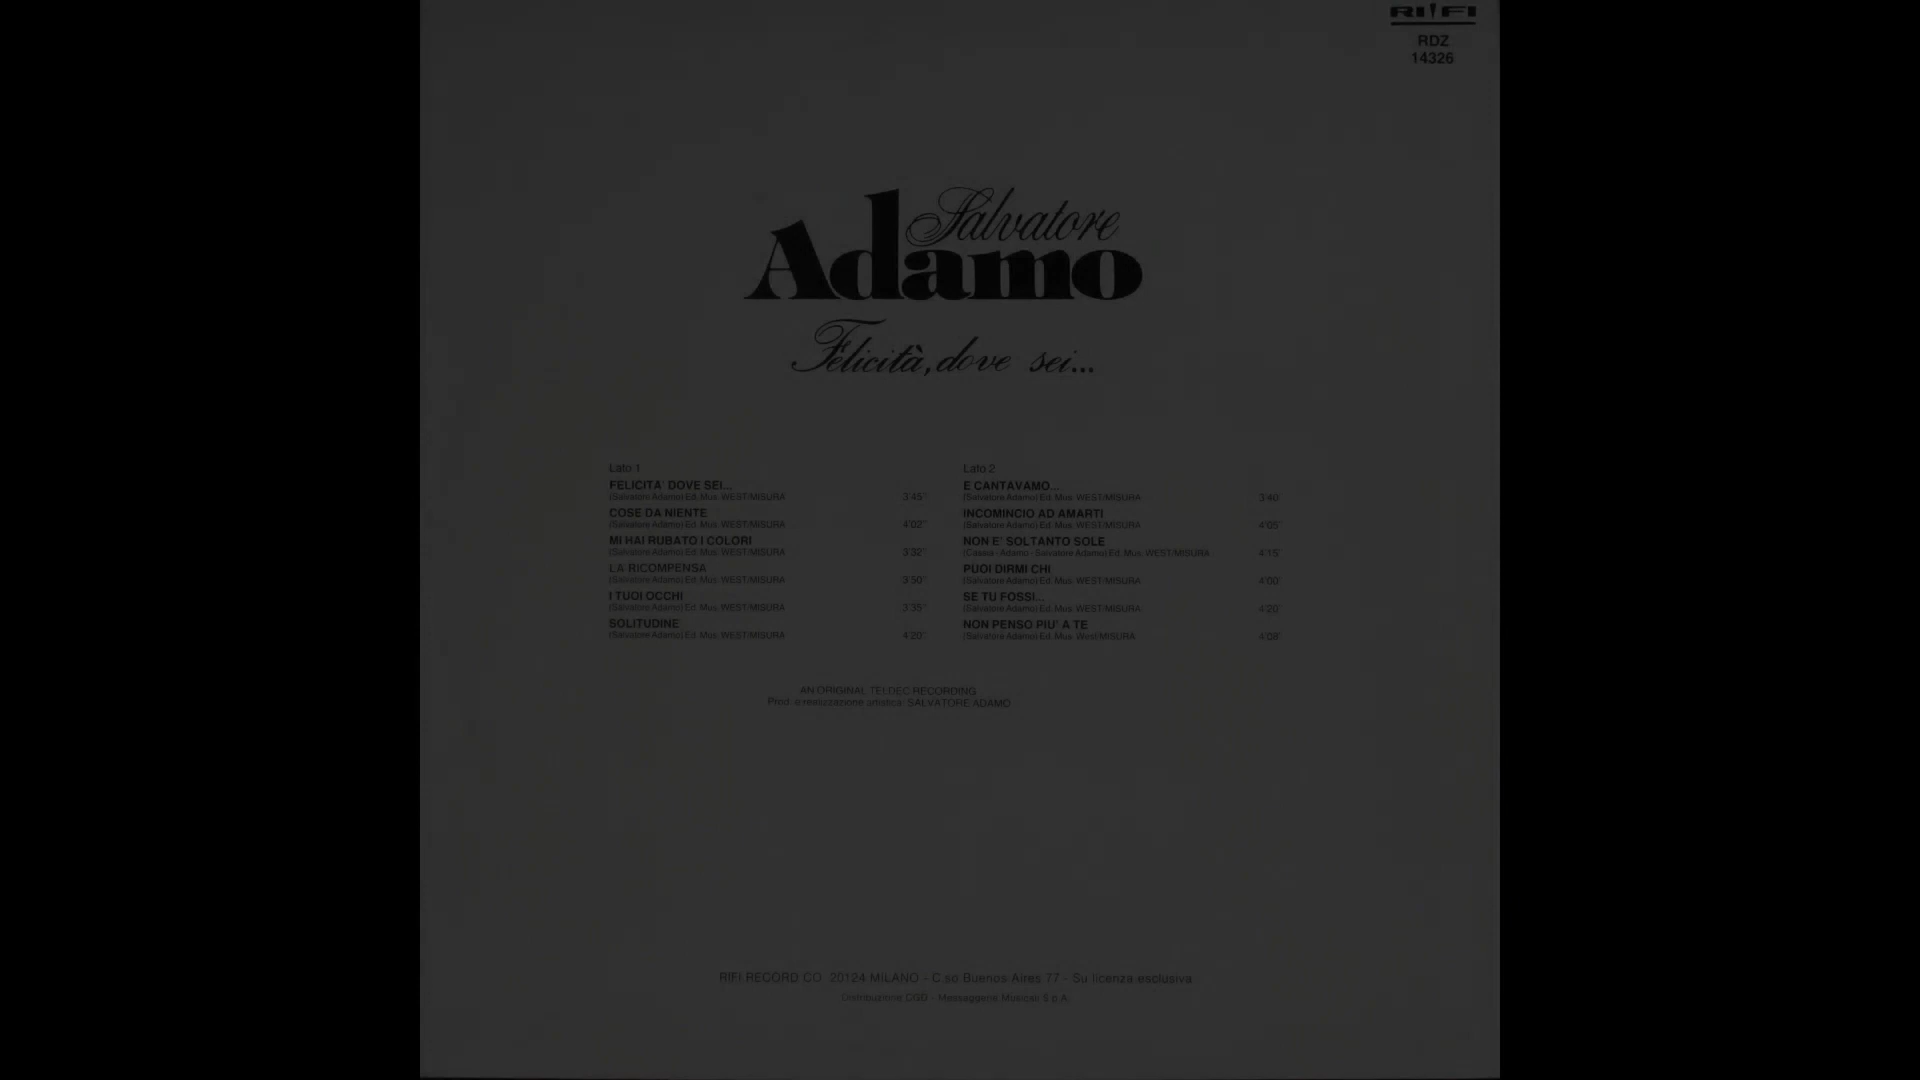 RI FI
RDZ
14326
Salvatore
Adamo
Felicità, dove sei...
Lato 1
FELICITA' DOVE SEI...
(Salvatore Adamo) Ed. Mus. WEST/MISURA 3'45''
COSE DA NIENTE
(Salvatore Adamo) Ed. Mus. WEST/MISURA 4'02''
MI HAI RUBATO I COLORI
(Salvatore Adamo) Ed. Mus. WEST/MISURA 3'32''
LA RICOMPENSA
(Salvatore Adamo) Ed. Mus. WEST/MISURA 3'50''
I TUOI OCCHI
(Salvatore Adamo) Ed. Mus. WEST/MISURA 3'35''
SOLITUDINE
(Salvatore Adamo) Ed. Mus. WEST/MISURA 4'20''
Lato 2
E CANTAVAMO...
(Salvatore Adamo) Ed. Mus. WEST/MISURA 3'40
INCOMINCIO AD AMARTI
(Salvatore Adamo) Ed. Mus. WEST/MISURA 4'05'
NON E' SOLTANTO SOLE
(Cassia - Adamo - Salvatore Adamo) Ed. Mus. WEST/MISURA 4'15'
PUOI DIRMI CHI
(Salvatore Adamo) Ed. Mus. WEST/MISURA 4'00
SE TU FOSSI...
(Salvatore Adamo) Ed. Mus. WEST/MISURA 4'20'
NON PENSO PIU' A TE
(Salvatore Adamo) Ed. Mus. West/MISURA 4'08'
AN ORIGINAL TELDEC RECORDING
Prod. e realizzazione artistica: SALVATORE ADAMO
RIFI RECORD CO. 20124 MILANO - C.so Buenos Aires 77 - Su licenza esclusiva
Distribuzione CGD - Messaggerie Musicali S.p.A.